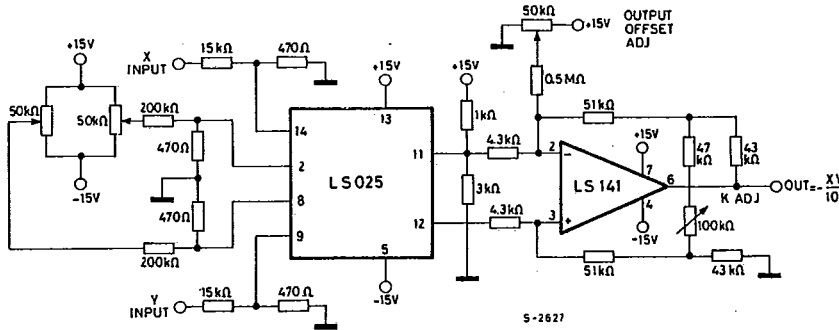 50kΩ
+15V
OUTPUT
OFFSET
ADJ
X
INPUT
15kΩ
470Ω
+15V
+15V
+15V
0.5MΩ
51kΩ
50kΩ
50kΩ
200kΩ
14
13
1kΩ
470Ω
2
11
4.3kΩ
2
−
+15V
7
47
kΩ
43
kΩ
LS 025
LS 141
6
K ADJ
OUT=-XY/10
−15V
470Ω
8
3kΩ
12
4.3kΩ
3
+
4
−15V
100kΩ
9
5
200kΩ
51kΩ
43kΩ
Y
INPUT
15kΩ
470Ω
−15V
S-2627